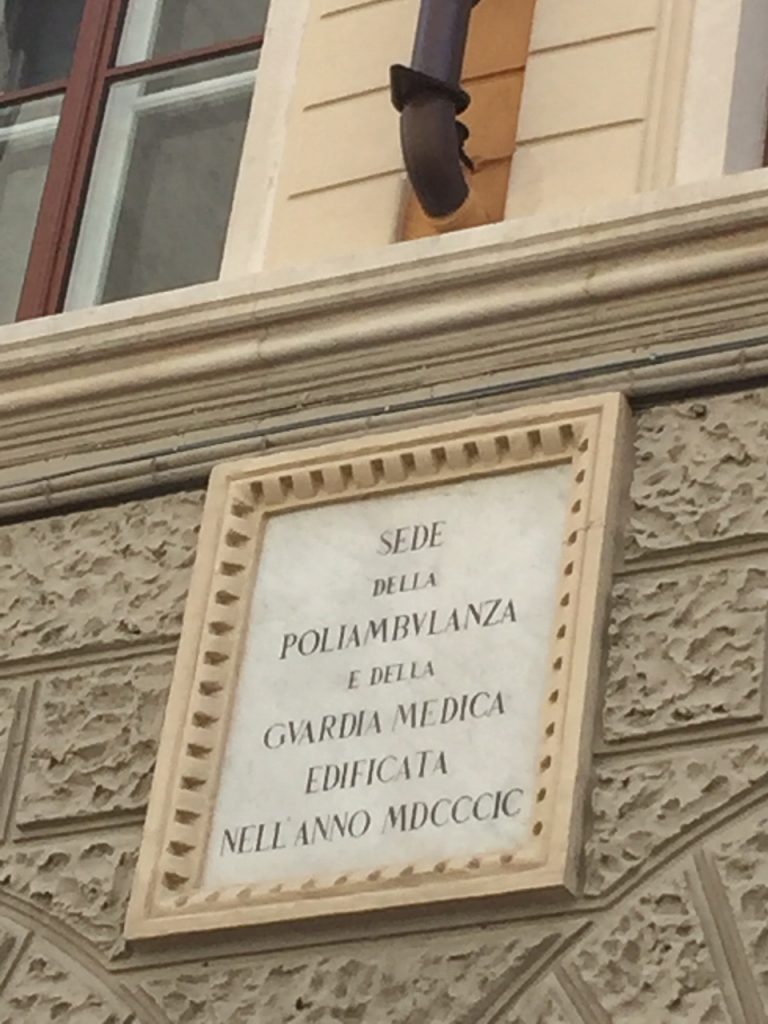 SEDE
DELLA
POLIAMBVLANZA
E DELLA
GVARDIA MEDICA
EDIFICATA
NELL'ANNO MDCCCIC